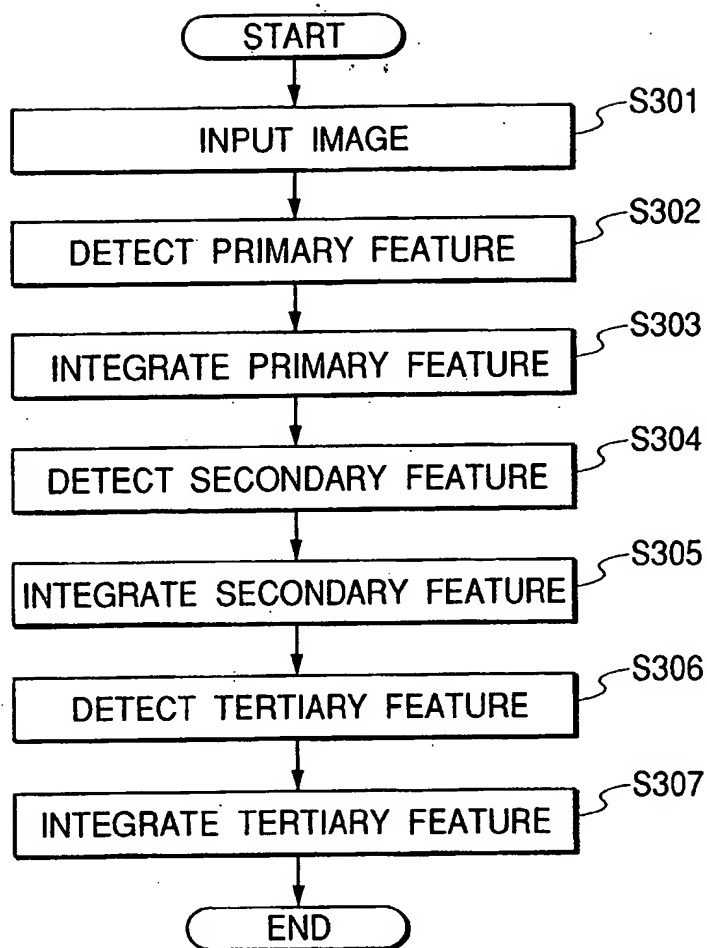 START
INPUT IMAGE
S301
DETECT PRIMARY FEATURE
S302
INTEGRATE PRIMARY FEATURE
S303
DETECT SECONDARY FEATURE
S304
INTEGRATE SECONDARY FEATURE
S305
DETECT TERTIARY FEATURE
S306
INTEGRATE TERTIARY FEATURE
S307
END